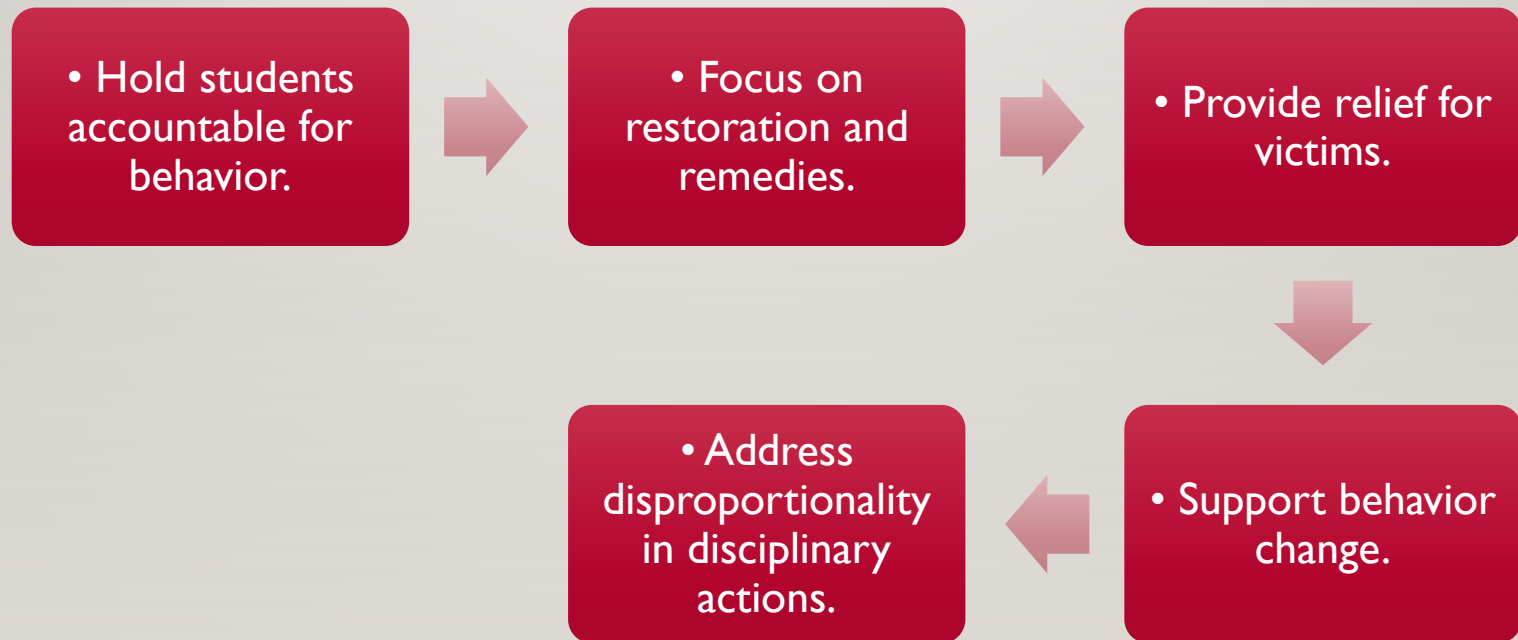 • Hold students
accountable for
behavior.
• Focus on
restoration and
remedies.
• Provide relief for
victims.
• Support behavior
change.
• Address
disproportionality
in disciplinary
actions.